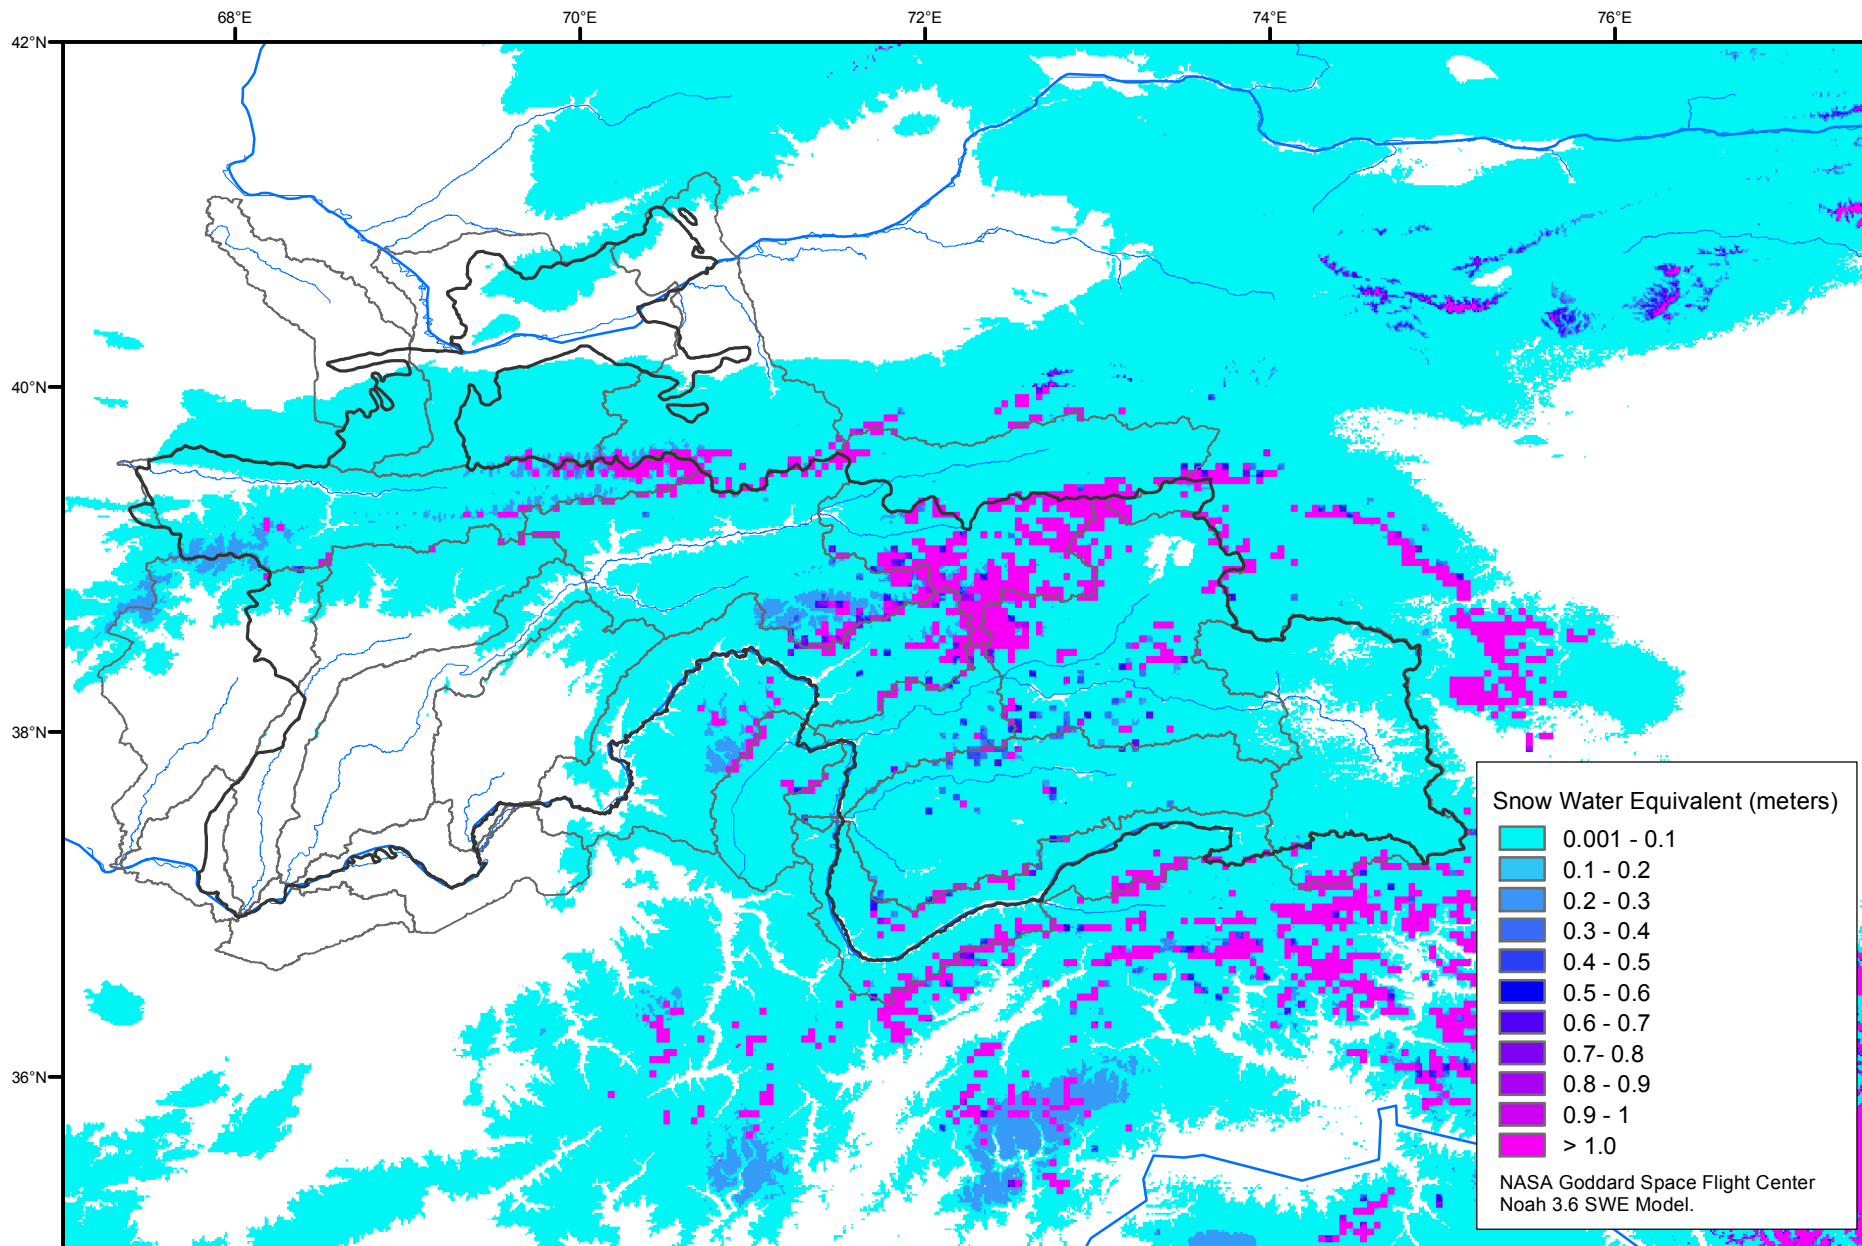 68°E 70°E 72°E 74°E 76°E
42°N
40°N
38°N
36°N
Snow Water Equivalent (meters)
0.001 - 0.1
0.1 - 0.2
0.2 - 0.3
0.3 - 0.4
0.4 - 0.5
0.5 - 0.6
0.6 - 0.7
0.7- 0.8
0.8 - 0.9
0.9 - 1
> 1.0
NASA Goddard Space Flight Center
Noah 3.6 SWE Model.